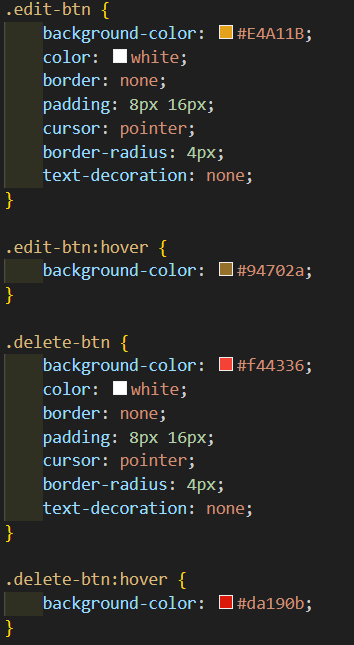 .edit-btn {
    background-color: #E4A11B;
    color: white;
    border: none;
    padding: 8px 16px;
    cursor: pointer;
    border-radius: 4px;
    text-decoration: none;
}

.edit-btn:hover {
    background-color: #94702a;
}

.delete-btn {
    background-color: #f44336;
    color: white;
    border: none;
    padding: 8px 16px;
    cursor: pointer;
    border-radius: 4px;
    text-decoration: none;
}

.delete-btn:hover {
    background-color: #da190b;
}